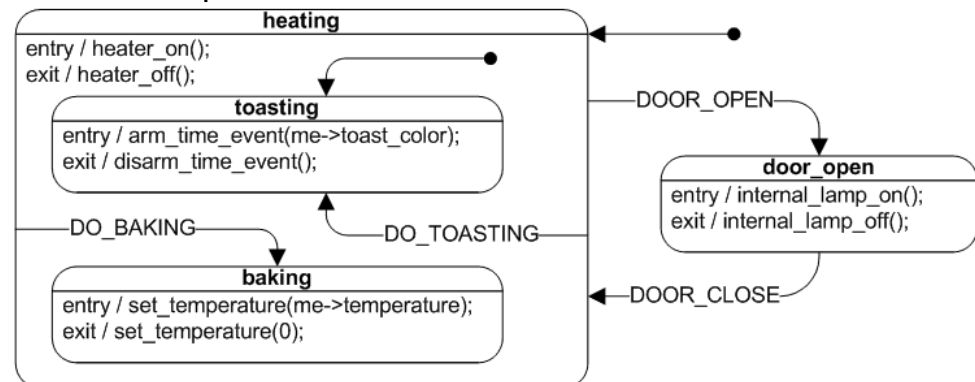 heating
entry / heater_on();
exit / heater_off();
toasting
entry / arm_time_event(me->toast_color);
exit / disarm_time_event();
DO_BAKING
DO_TOASTING
baking
entry / set_temperature(me->temperature);
exit / set_temperature(0);
DOOR_OPEN
door_open
entry / internal_lamp_on();
exit / internal_lamp_off();
DOOR_CLOSE